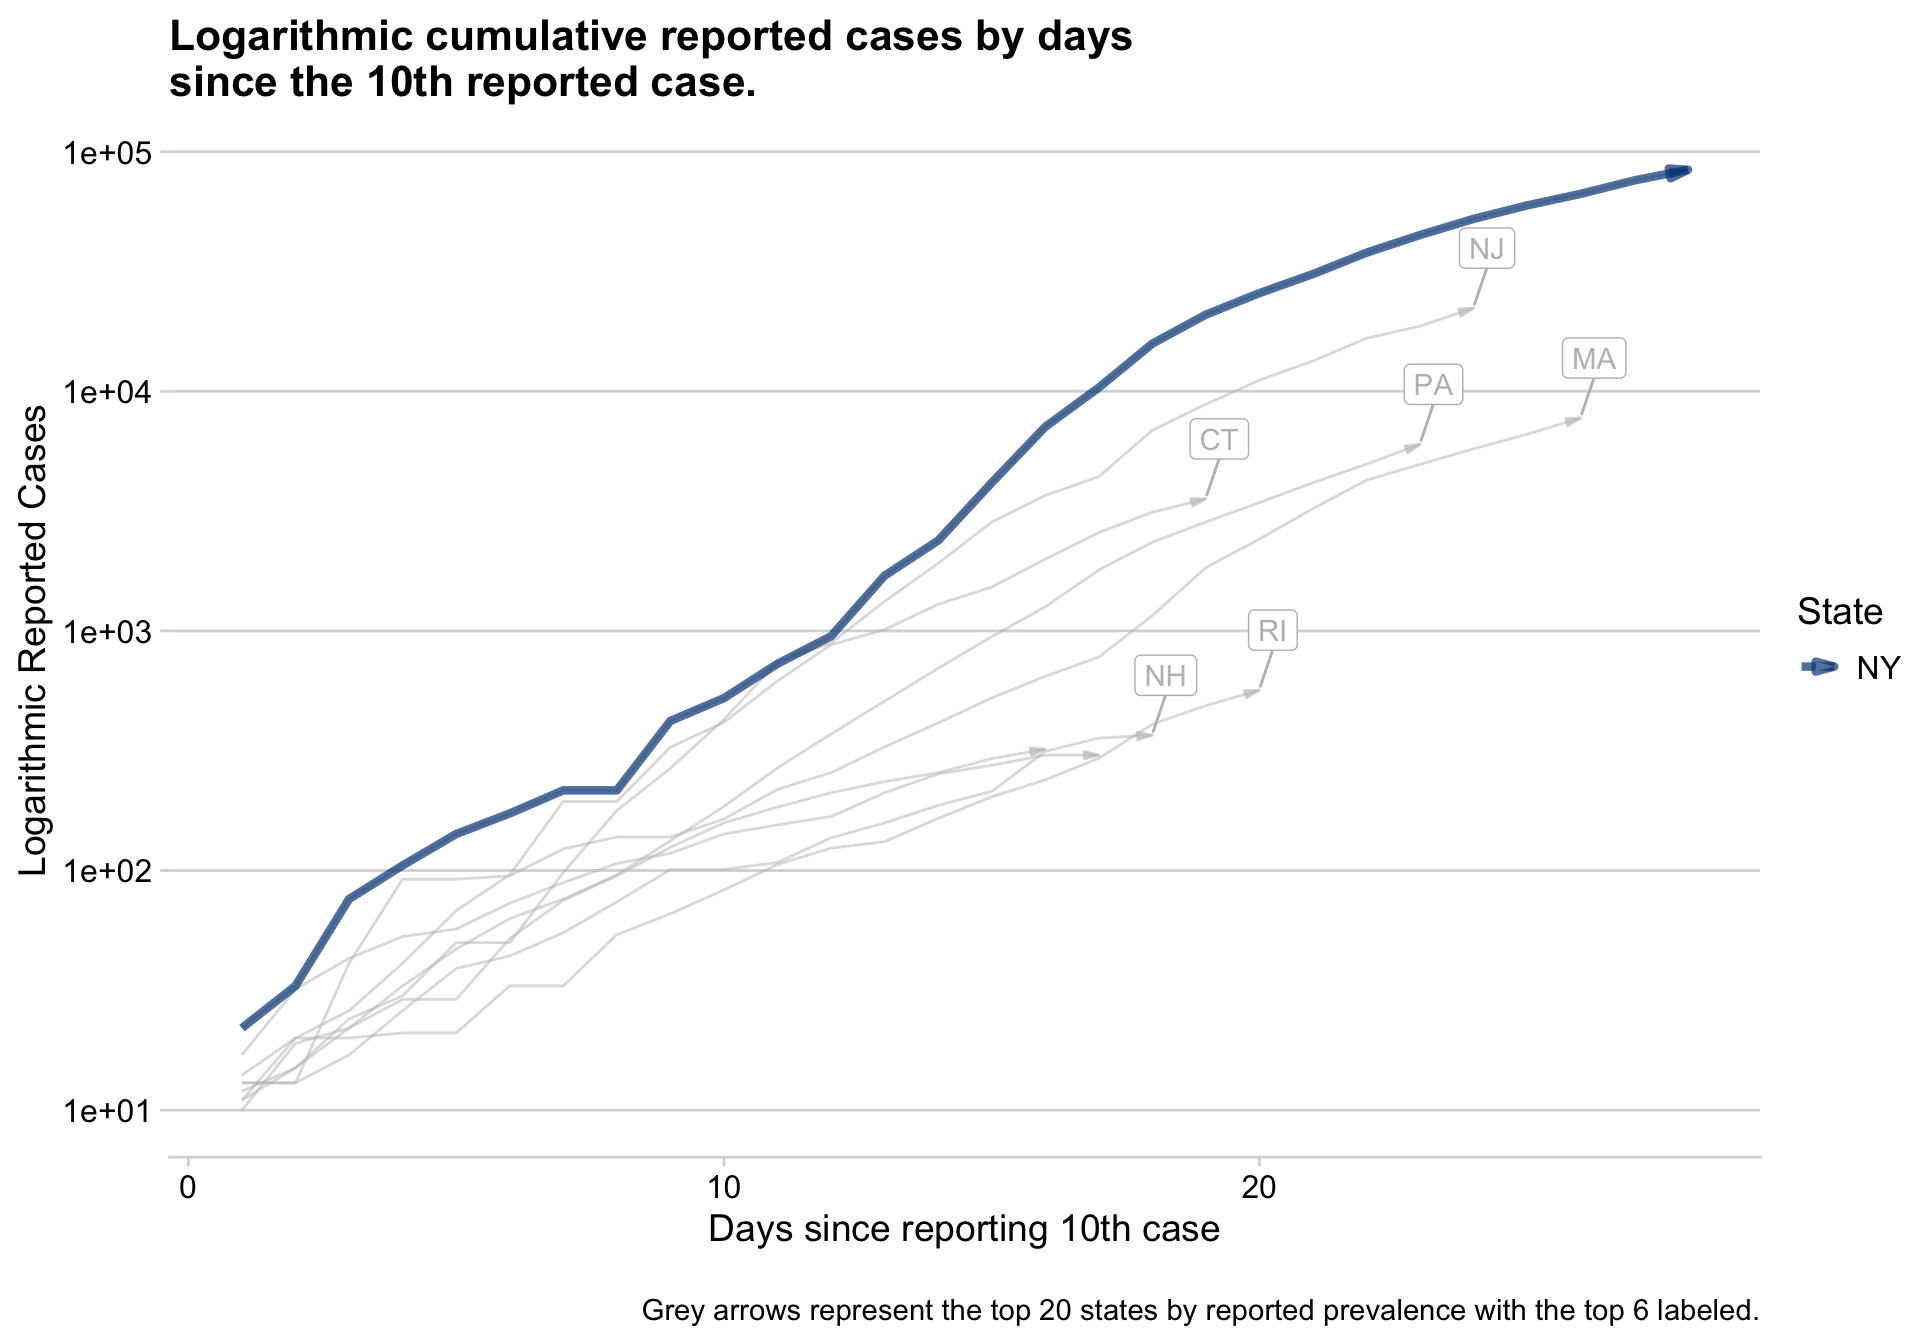 Logarithmic cumulative reported cases by days
since the 10th reported case.
1e+05
1e+04
1e+03
1e+02
1e+01
Logarithmic Reported Cases
NJ
MA
PA
CT
RI
NH
State
NY
0
10
20
Days since reporting 10th case
Grey arrows represent the top 20 states by reported prevalence with the top 6 labeled.